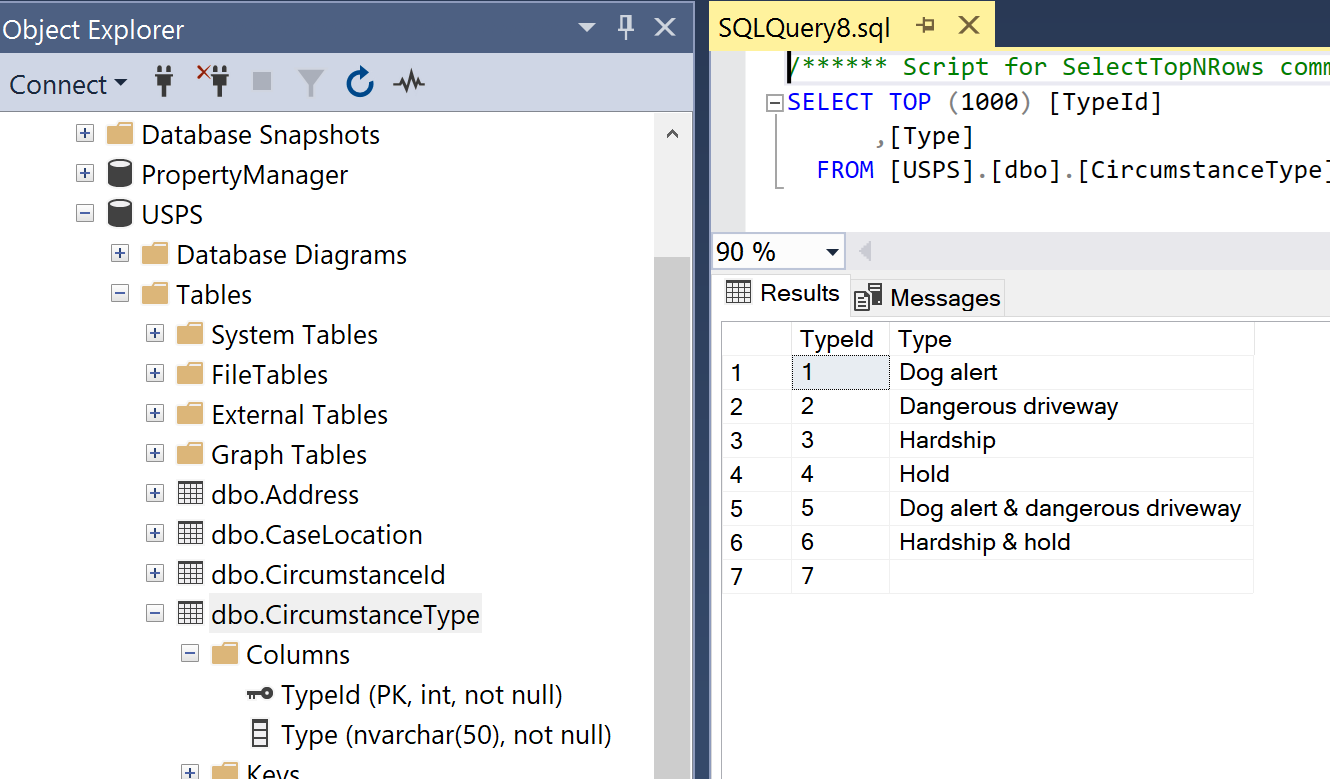 Object Explorer
Connect
Database Snapshots
PropertyManager
USPS
Database Diagrams
Tables
System Tables
FileTables
External Tables
Graph Tables
dbo.Address
dbo.CaseLocation
dbo.CircumstanceId
dbo.CircumstanceType
Columns
TypeId (PK, int, not null)
Type (nvarchar(50), not null)
Keys
SQLQuery8.sql
/****** Script for SelectTopNRows comm
SELECT TOP (1000) [TypeId]
,[Type]
FROM [USPS].[dbo].[CircumstanceType]
90 %
Results Messages
TypeId Type
1 1 Dog alert
2 2 Dangerous driveway
3 3 Hardship
4 4 Hold
5 5 Dog alert & dangerous driveway
6 6 Hardship & hold
7 7